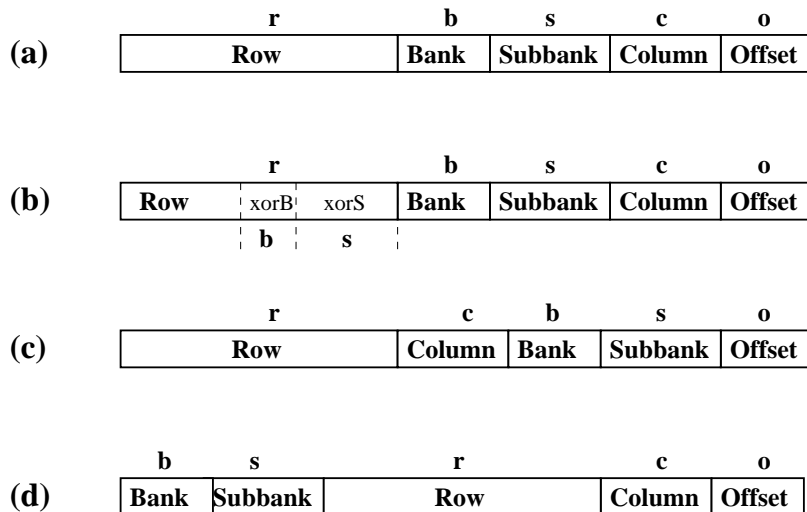 r b s c o
(a) Row Bank Subbank Column Offset
r b s c o
(b) Row xorB xorS Bank Subbank Column Offset
b s
r c b s o
(c) Row Column Bank Subbank Offset
b s r c o
(d) Bank Subbank Row Column Offset